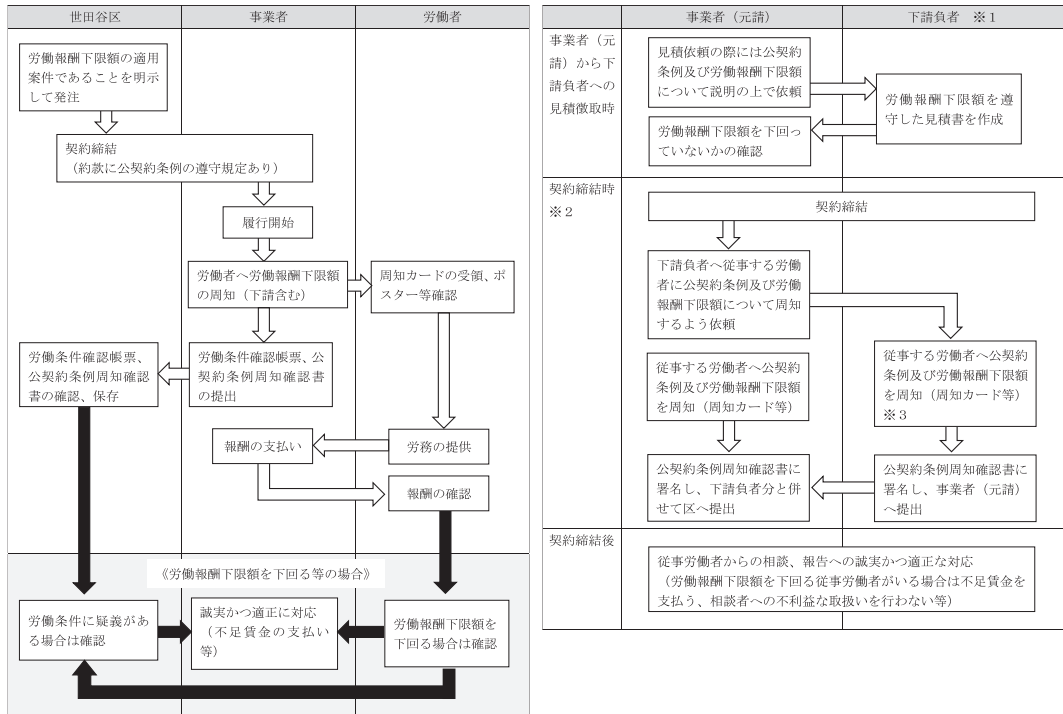 世田谷区
事業者
労働者
労働報酬下限額の適用
案件であることを明示
して発注
契約締結
（約款に公契約条例の遵守規定あり）
履行開始
労働者へ労働報酬下限額
の周知（下請含む）
周知カードの受領、ポ
スター等確認
労働条件確認帳票、
公契約条例周知確認
書の確認、保存
労働条件確認帳票、公
契約条例周知確認書
の提出
報酬の支払い
労務の提供
報酬の確認
《労働報酬下限額を下回る等の場合》
労働条件に疑義があ
る場合は確認
誠実かつ適正に対応
（不足賃金の支払い
等）
労働報酬下限額を
下回る場合は確認
事業者（元請）
下請負者　※１
事業者（元
請）から下
請負者への
見積徴取時
見積依頼の際には公契約
条例及び労働報酬下限額
について説明の上で依頼
労働報酬下限額を遵
守した見積書を作成
労働報酬下限額を下回っ
ていないかの確認
契約締結時
※２
契約締結
下請負者へ従事する労働
者に公契約条例及び労働
報酬下限額について周知
するよう依頼
従事する労働者へ公契約
条例及び労働報酬下限額
を周知（周知カード等）
従事する労働者へ公契約
条例及び労働報酬下限額
を周知（周知カード等）
※３
公契約条例周知確認書に
署名し、下請負者分と併
せて区へ提出
公契約条例周知確認書に
署名し、事業者（元請）
へ提出
契約締結後
従事労働者からの相談、報告への誠実かつ適正な対応
（労働報酬下限額を下回る従事労働者がいる場合は不足賃金を
支払う、相談者への不利益な取扱いを行わない等）